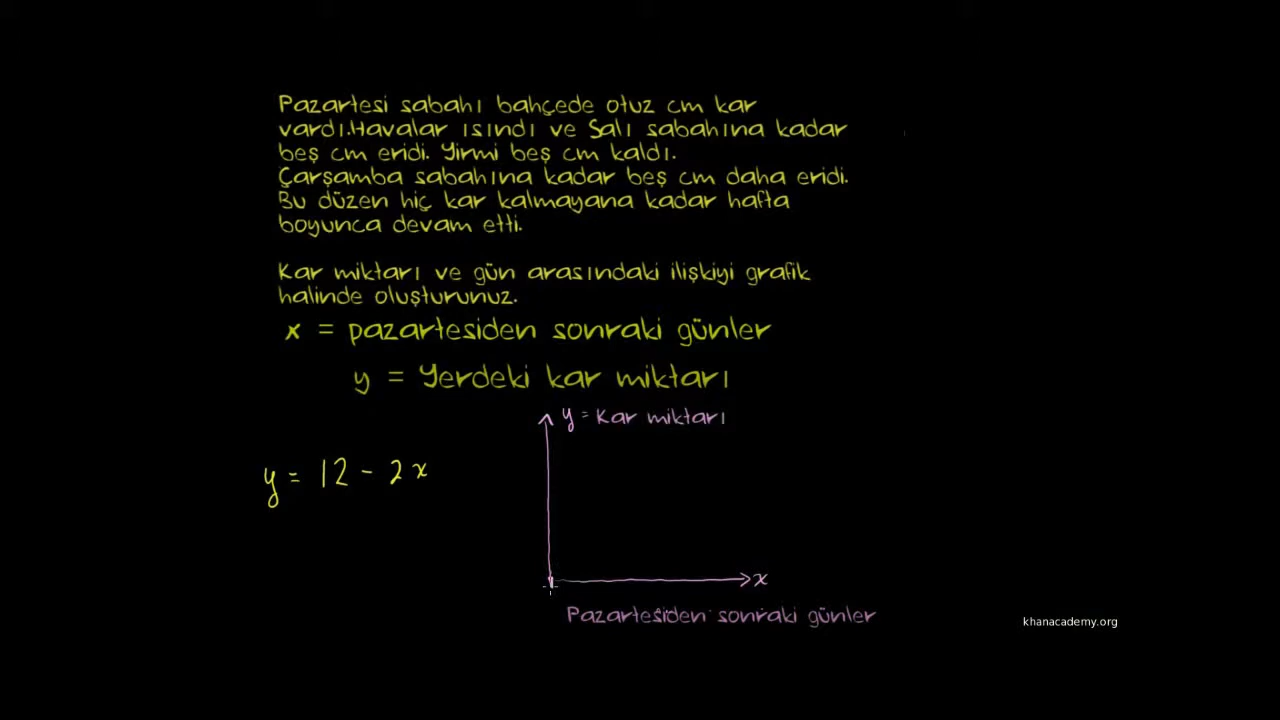 Pazartesi sabahı bahçede otuz cm kar
vardı.Havalar ısındı ve Salı sabahına kadar
beş cm eridi. Yirmi beş cm kaldı.
Çarşamba sabahına kadar beş cm daha eridi.
Bu düzen hiç kar kalmayana kadar hafta
boyunca devam etti.
Kar miktarı ve gün arasındaki ilişkiyi grafik
halinde oluşturunuz.
x = pazartesiden sonraki günler
y = Yerdeki kar miktarı
y = Kar miktarı
y = 12 - 2x
x
Pazartesiden sonraki günler
khanacademy.org